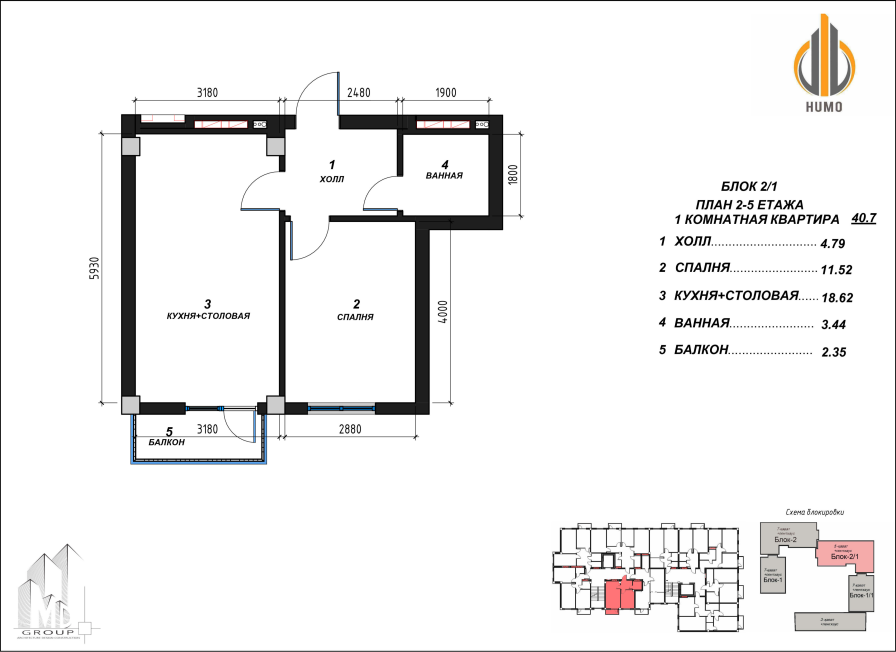 HUMO
3180
2480
1900
1
ХОЛЛ
4
ВАННАЯ
1800
5930
3
КУХНЯ+СТОЛОВАЯ
2
СПАЛНЯ
4000
5
БАЛКОН
3180
2880
БЛОК 2/1
ПЛАН 2-5 ЕТАЖА
1 КОМНАТНАЯ КВАРТИРА 40.7
1 ХОЛЛ............................ 4.79
2 СПАЛНЯ....................... 11.52
3 КУХНЯ+СТОЛОВАЯ...... 18.62
4 ВАННАЯ....................... 3.44
5 БАЛКОН....................... 2.35
Схема влокировки
Блок-2
Блок-2/1
Блок-1
Блок-1/1
GROUP